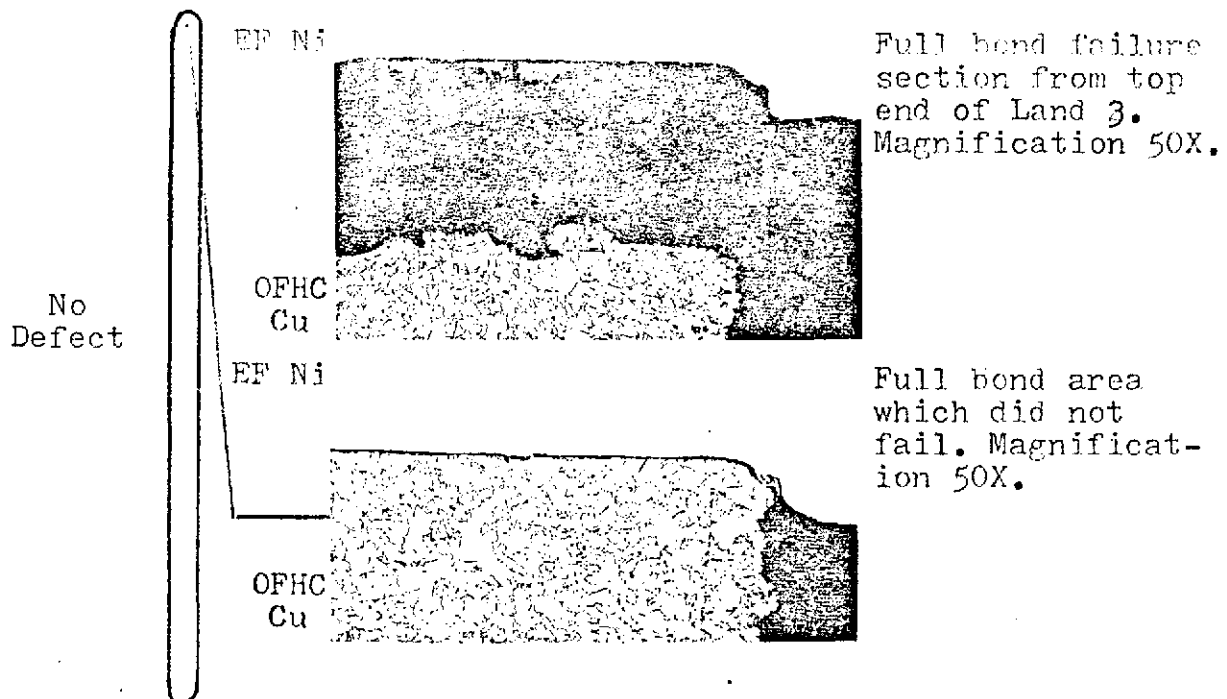 EF Ni
Full bond failure
section from top
end of Land 3.
Magnification 50X.
OFHC
Cu
No
Defect
EF Ni
Full bond area
which did not
fail. Magnificat-
ion 50X.
OFHC
Cu